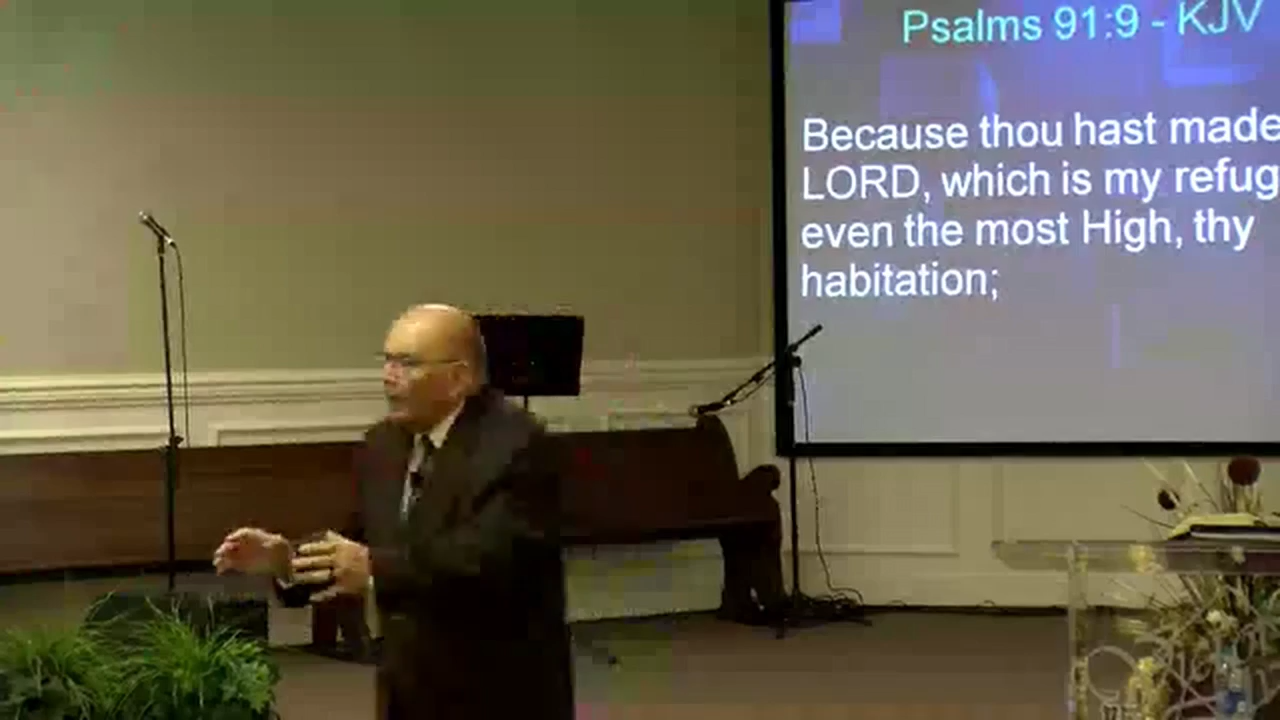 Psalms 91:9 - KJV
Because thou hast made
LORD, which is my refug
even the most High, thy
habitation;